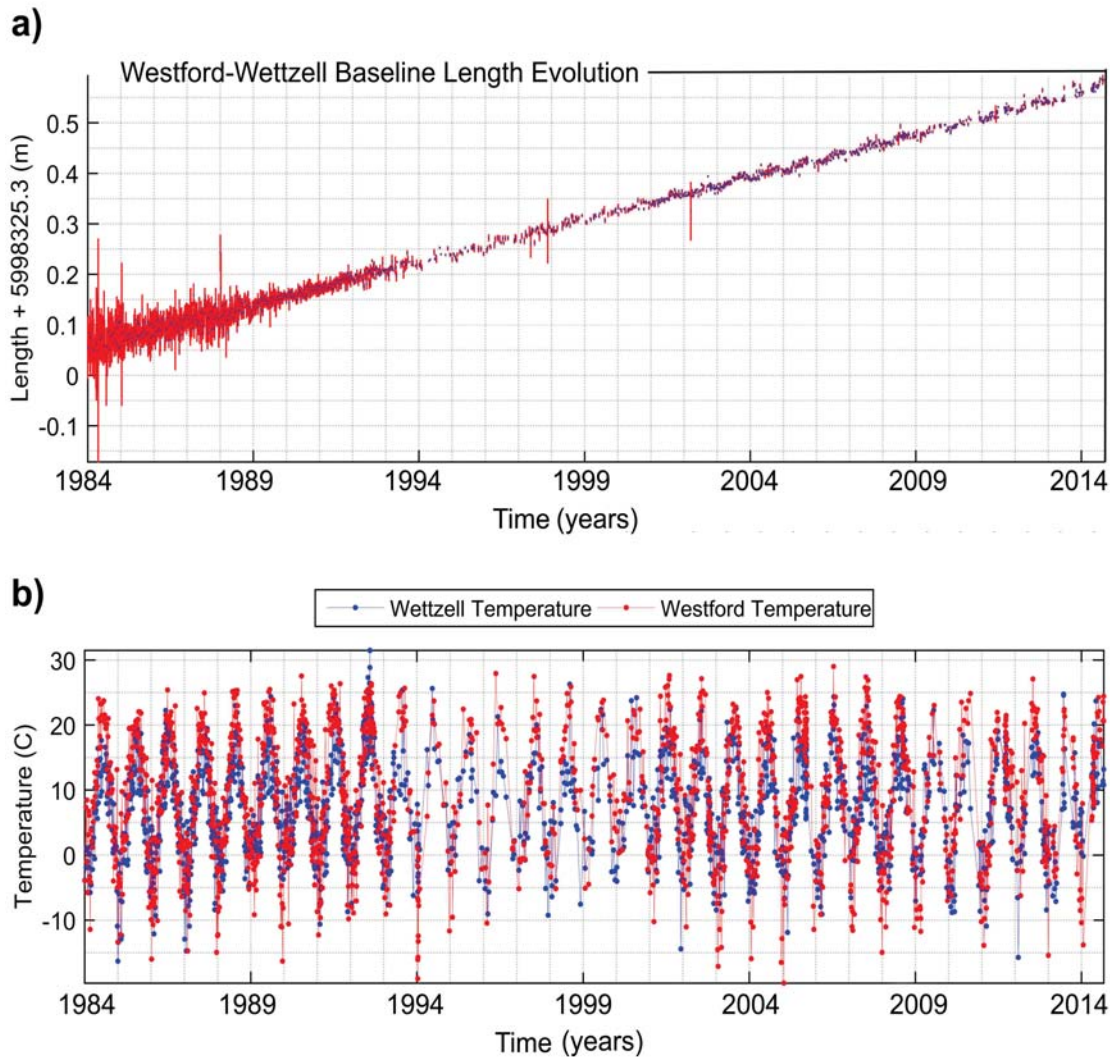 a)
Westford-Wettzell Baseline Length Evolution
Length + 5998325.3 (m)
0.5
0.4
0.3
0.2
0.1
0
-0.1
1984 1989 1994 1999 2004 2009 2014
Time (years)
b)
Wettzell Temperature Westford Temperature
Temperature (C)
30
20
10
0
-10
1984 1989 1994 1999 2004 2009 2014
Time (years)